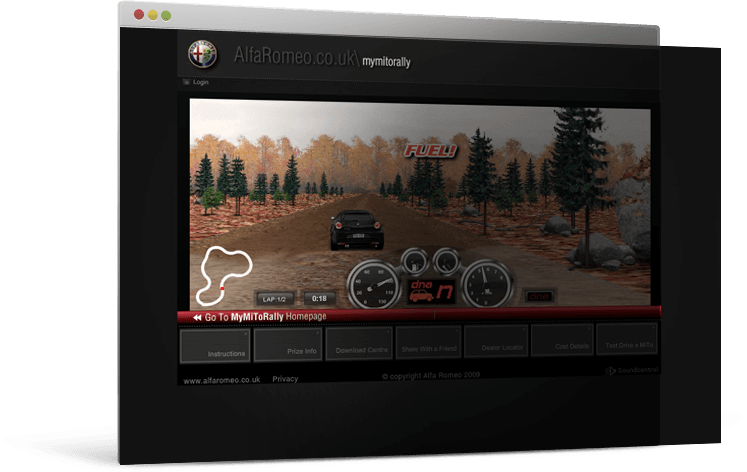 AlfaRomeo.co.uk\ mymitorally
Login
FUEL!
LAP:1/2 0:18
dna
n
Go To MyMiToRally Homepage
Instructions Prize Info Download Centre Share With a Friend Dealer Locator Cost Details Test Drive a MiTo
www.alfaromeo.co.uk Privacy © copyright Alfa Romeo 2009 Soundcontrol